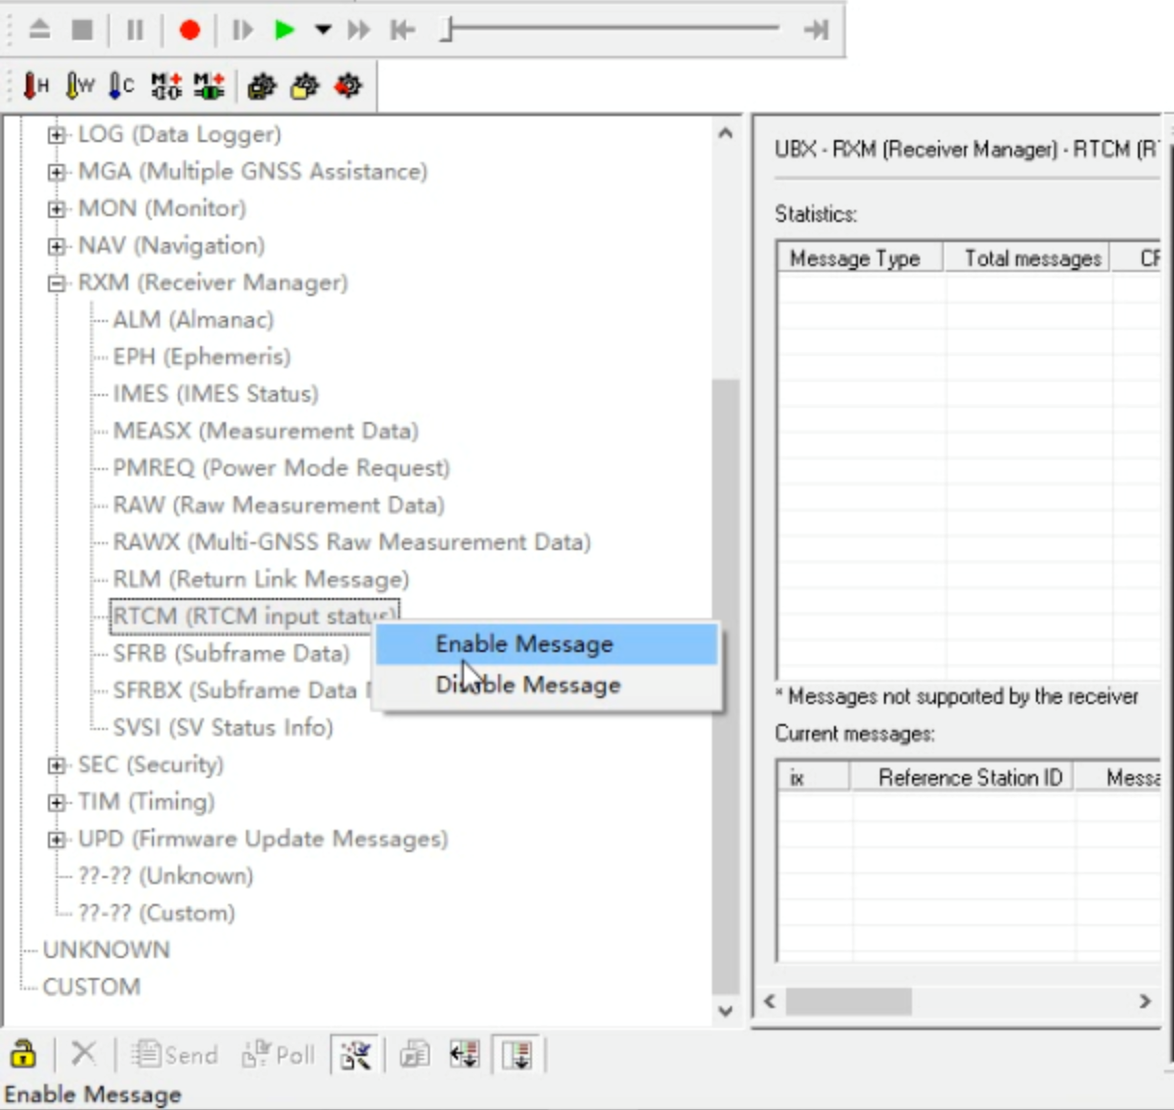 H W C M M
LOG (Data Logger)
MGA (Multiple GNSS Assistance)
MON (Monitor)
NAV (Navigation)
RXM (Receiver Manager)
ALM (Almanac)
EPH (Ephemeris)
IMES (IMES Status)
MEASX (Measurement Data)
PMREQ (Power Mode Request)
RAW (Raw Measurement Data)
RAWX (Multi-GNSS Raw Measurement Data)
RLM (Return Link Message)
RTCM (RTCM input status)
SFRB (Subframe Data)
SFRBX (Subframe Data
SVSI (SV Status Info)
SEC (Security)
TIM (Timing)
UPD (Firmware Update Messages)
??-?? (Unknown)
??-?? (Custom)
UNKNOWN
CUSTOM
Enable Message
Disable Message
UBX - RXM (Receiver Manager) - RTCM (RT
Statistics:
Message Type Total messages
* Messages not supported by the receiver
Current messages:
ix Reference Station ID Messa
Send Poll
Enable Message